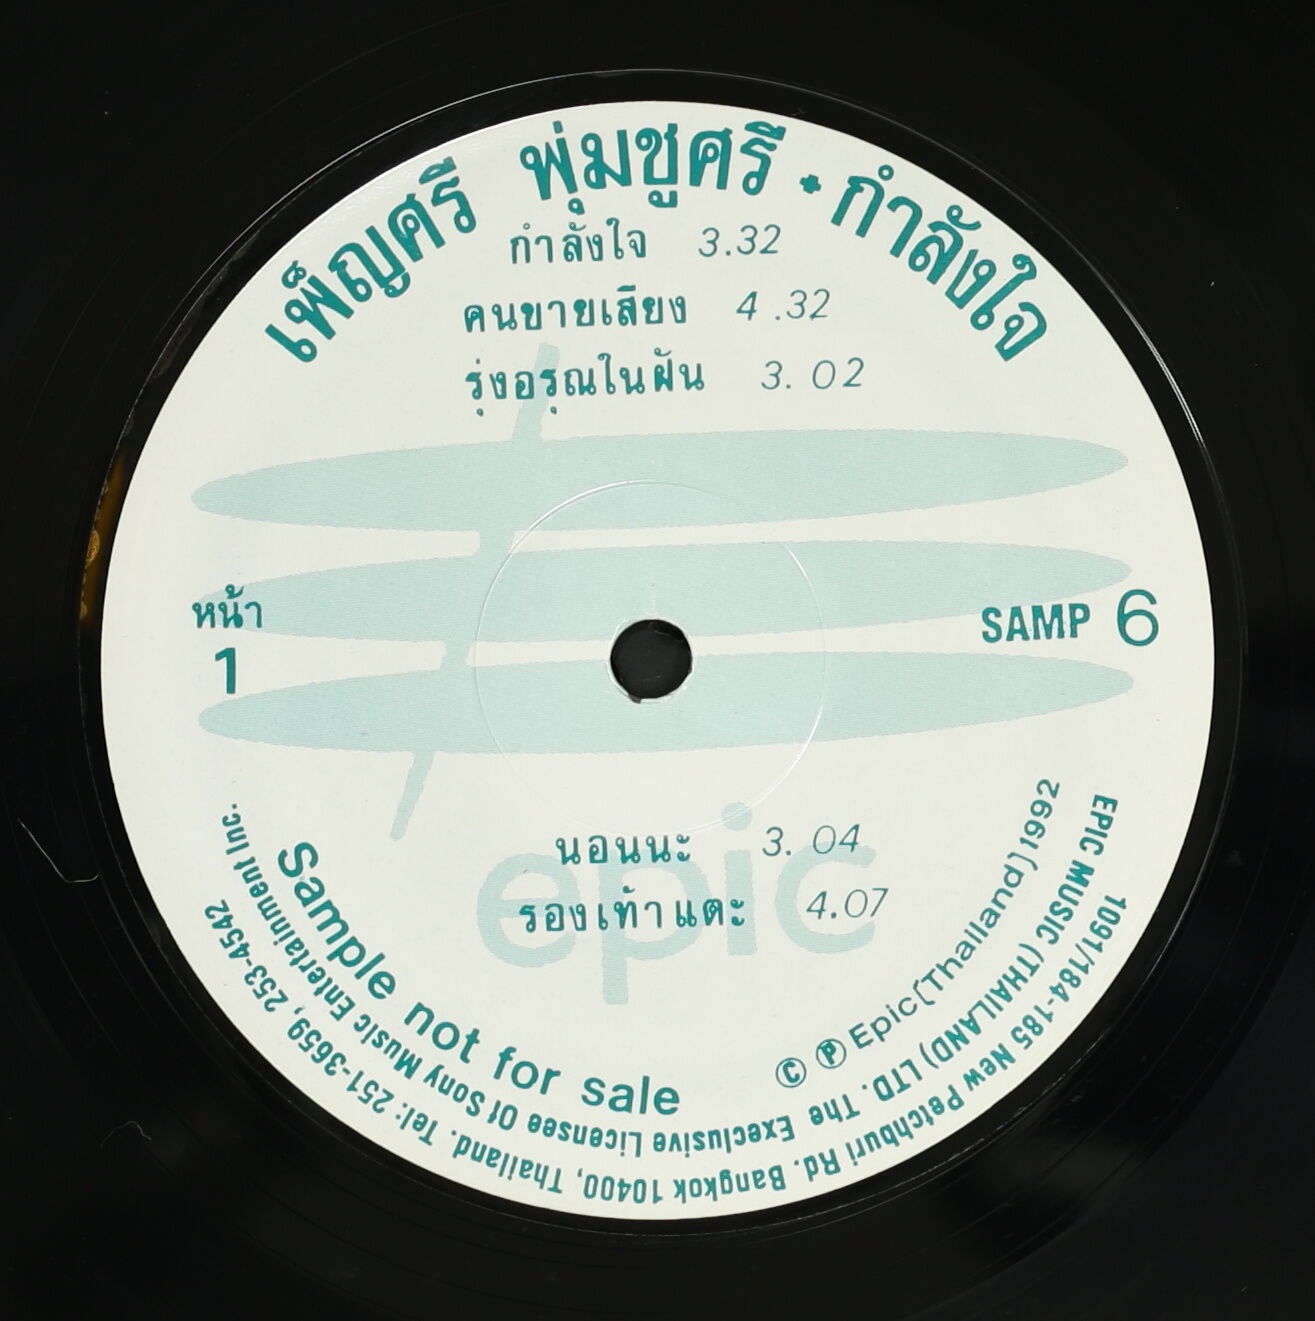 เพ็ญศรี พุ่มชูศรี • กำลังใจ
กำลังใจ 3.32
คนขายเสียง 4 .32
รุ่งอรุณในฝัน 3. 02
หน้า
1
SAMP 6
epic
นอนนะ 3. 04
รองเท้าแตะ 4.07
Sample not for sale
© ℗ Epic (Thailand) 1992
EPIC MUSIC (THAILAND) LTD. The Execlusive Licensee Of Sony Music Entertainment Inc.
1091/184-185 New Petchburi Rd. Bangkok 10400, Thailand. Tel: 251-3659, 253-4542